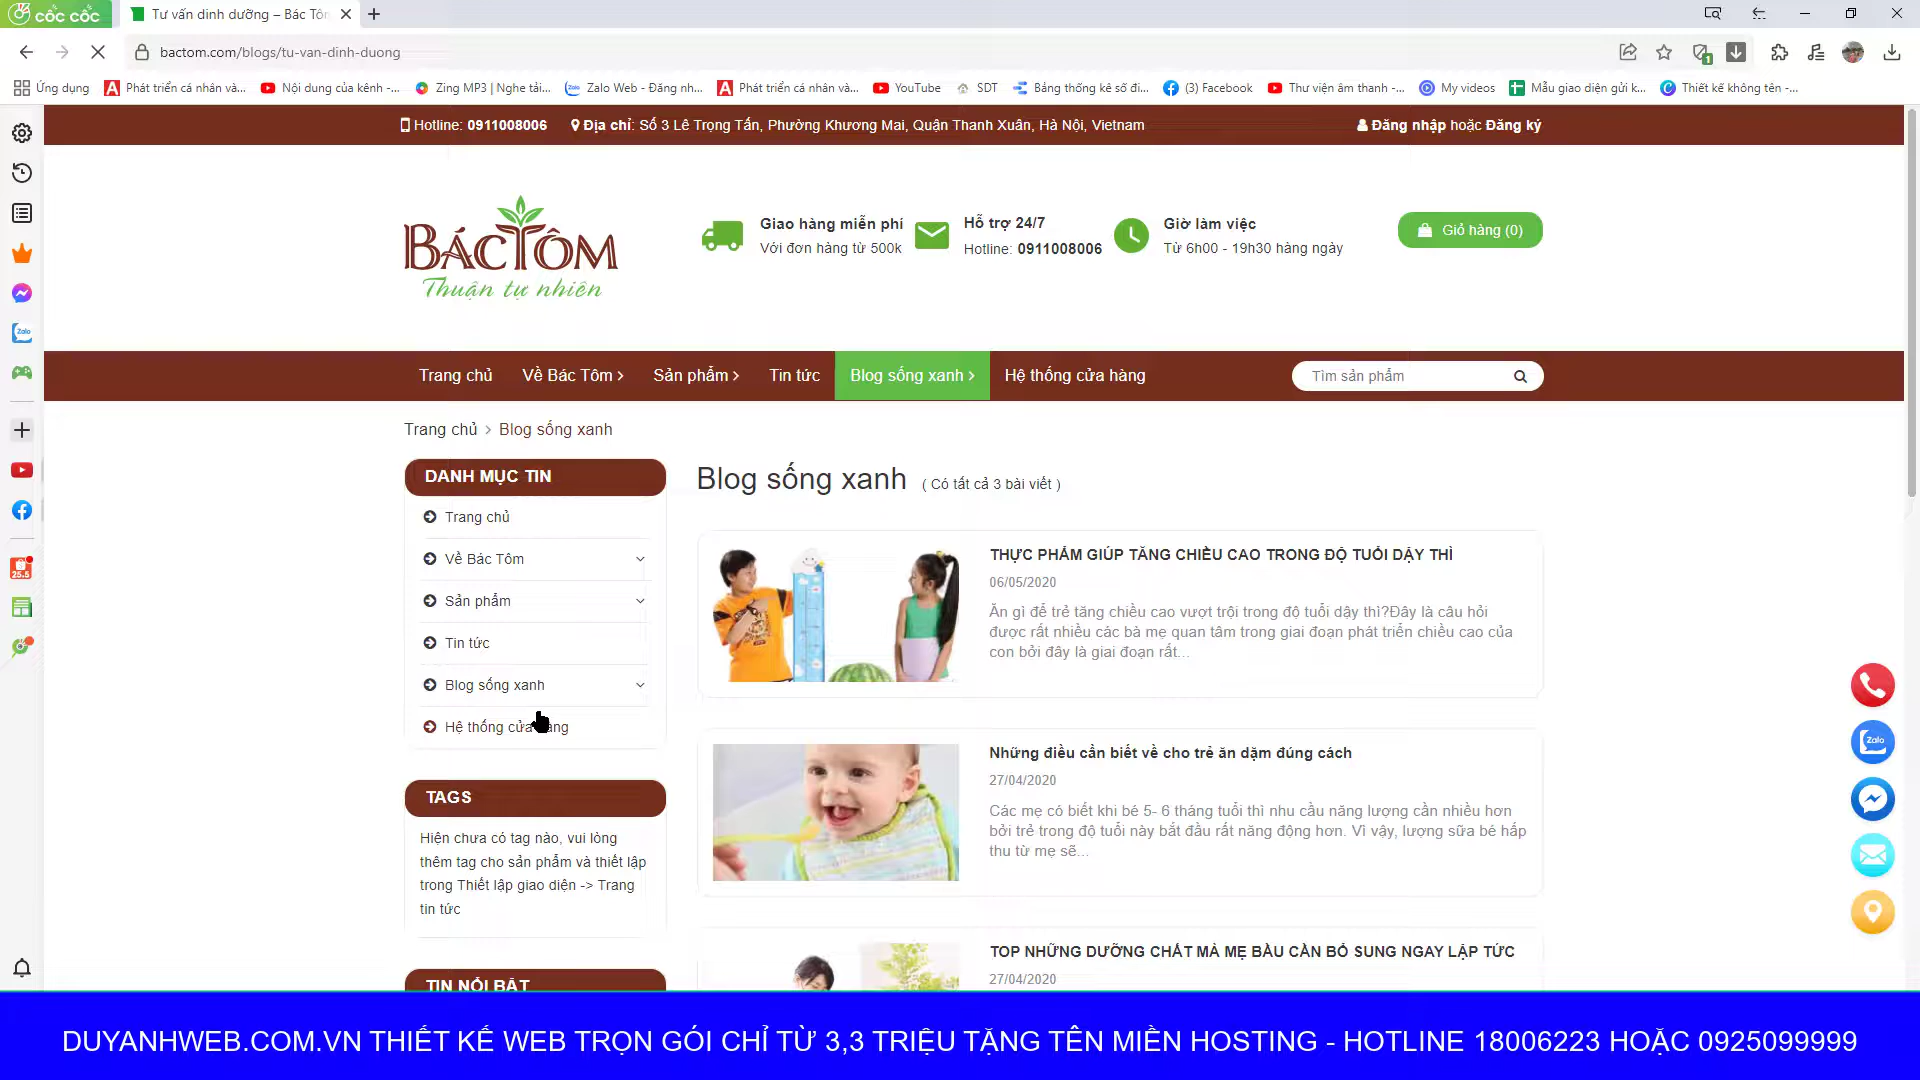 cốc cốc
Tư vấn dinh dưỡng – Bác Tôm
bactom.com/blogs/tu-van-dinh-duong
Ứng dụng
Phát triển cá nhân và...
Nội dung của kênh -...
Zing MP3 | Nghe tải...
Zalo Web - Đăng nh...
Phát triển cá nhân và...
YouTube
SDT
Bảng thống kê số đi...
(3) Facebook
Thư viện âm thanh -...
My videos
Mẫu giao diện gửi k...
Thiết kế không tên -...
Hotline: 0911008006
Địa chỉ: Số 3 Lê Trọng Tấn, Phường Khương Mai, Quận Thanh Xuân, Hà Nội, Vietnam
Đăng nhập hoặc Đăng ký
BÁCTÔM
Thuận tự nhiên
Giao hàng miễn phí
Với đơn hàng từ 500k
Hỗ trợ 24/7
Hotline: 0911008006
Giờ làm việc
Từ 6h00 - 19h30 hàng ngày
Giỏ hàng (0)
Trang chủ
Về Bác Tôm
Sản phẩm
Tin tức
Blog sống xanh
Hệ thống cửa hàng
Tìm sản phẩm
Trang chủ > Blog sống xanh
DANH MỤC TIN
Trang chủ
Về Bác Tôm
Sản phẩm
Tin tức
Blog sống xanh
Hệ thống
TAGS
Hiện chưa có tag nào, vui lòng
thêm tag cho sản phẩm và thiết lập
trong Thiết lập giao diện -> Trang
tin tức
TIN NỔI BẬT
Blog sống xanh ( Có tất cả 3 bài viết )
THỰC PHẨM GIÚP TĂNG CHIỀU CAO TRONG ĐỘ TUỔI DẬY THÌ
06/05/2020
Ăn gì để trẻ tăng chiều cao vượt trội trong độ tuổi dậy thì?Đây là câu hỏi
được rất nhiều các bà mẹ quan tâm trong giai đoạn phát triển chiều cao của
con bởi đây là giai đoạn rất...
Những điều cần biết về cho trẻ ăn dặm đúng cách
27/04/2020
Các mẹ có biết khi bé 5- 6 tháng tuổi thì nhu cầu năng lượng cần nhiều hơn
bởi trẻ trong độ tuổi này bắt đầu rất năng động hơn. Vì vậy, lượng sữa bé hấp
thu từ mẹ sẽ...
TOP NHỮNG DƯỠNG CHẤT MÀ MẸ BẦU CẦN BỔ SUNG NGAY LẬP TỨC
27/04/2020
Zalo
25.5
Zalo
DUYANHWEB.COM.VN THIẾT KẾ WEB TRỌN GÓI CHỈ TỪ 3,3 TRIỆU TẶNG TÊN MIỀN HOSTING - HOTLINE 18006223 HOẶC 0925099999